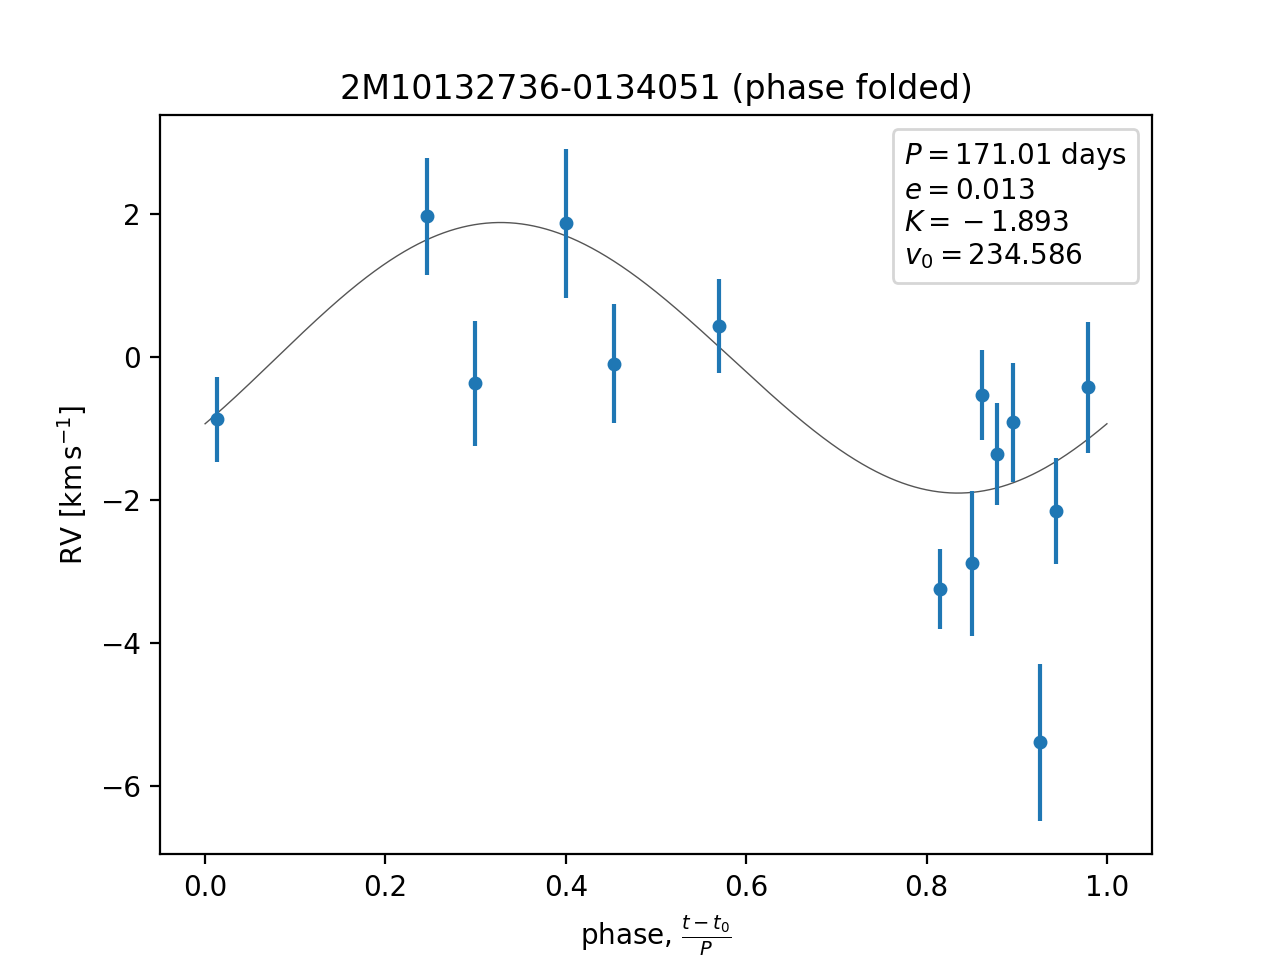 2M10132736-0134051 (phase folded)
P = 171.01 days
e = 0.013
K = −1.893
v₀ = 234.586
2
0
−2
−4
−6
RV [km s⁻¹]
0.0 0.2 0.4 0.6 0.8 1.0
phase, (t − t₀)/P